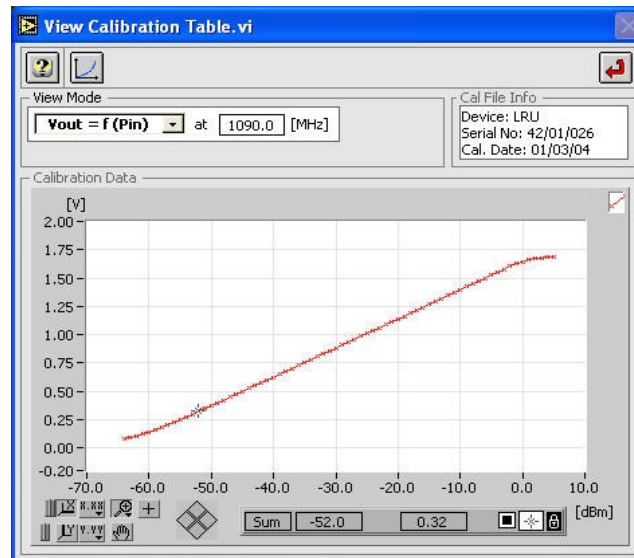 View Calibration Table.vi
View Mode
Vout = f (Pin) at 1090.0 [MHz]
Cal File Info
Device: LRU
Serial No: 42/01/026
Cal. Date: 01/03/04
Calibration Data
[V]
2.00
1.75
1.50
1.25
1.00
0.75
0.50
0.25
0.00
-0.20
-70.0 -60.0 -50.0 -40.0 -30.0 -20.0 -10.0 0.0 10.0
[dBm]
X X.XX
Sum -52.0 0.32
Y Y.YY